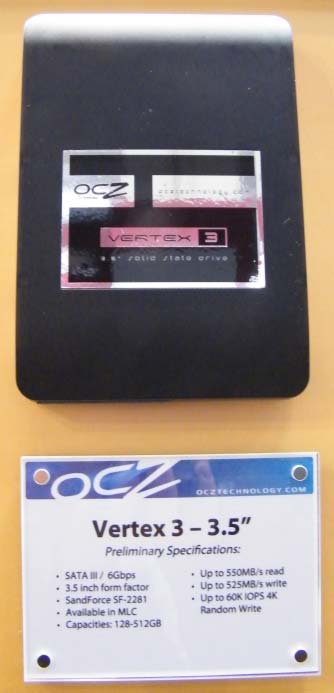 OCZ
ocztechnology.com
VERTEX 3
3.5" solid state drive
OCZ
OCZTECHNOLOGY.COM
Vertex 3 – 3.5”
Preliminary Specifications:
• SATA III / 6Gbps
• 3.5 inch form factor
• SandForce SF-2281
• Available in MLC
• Capacities: 128-512GB
• Up to 550MB/s read
• Up to 525MB/s write
• Up to 60K IOPS 4K
Random Write